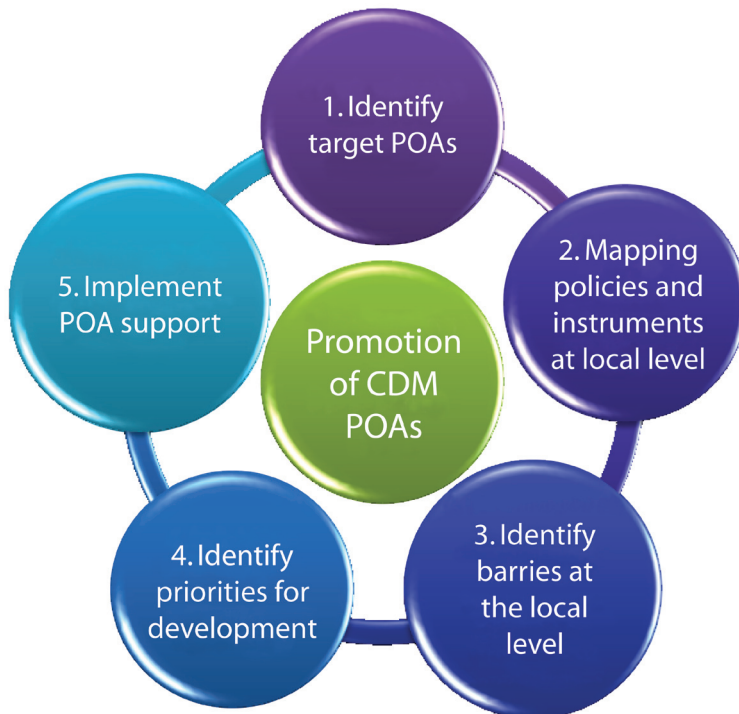 1. Identify
target POAs
2. Mapping
policies and
instruments
at local level
3. Identify
barries at
the local
level
4. Identify
priorities for
development
5. Implement
POA support
Promotion
of CDM
POAs